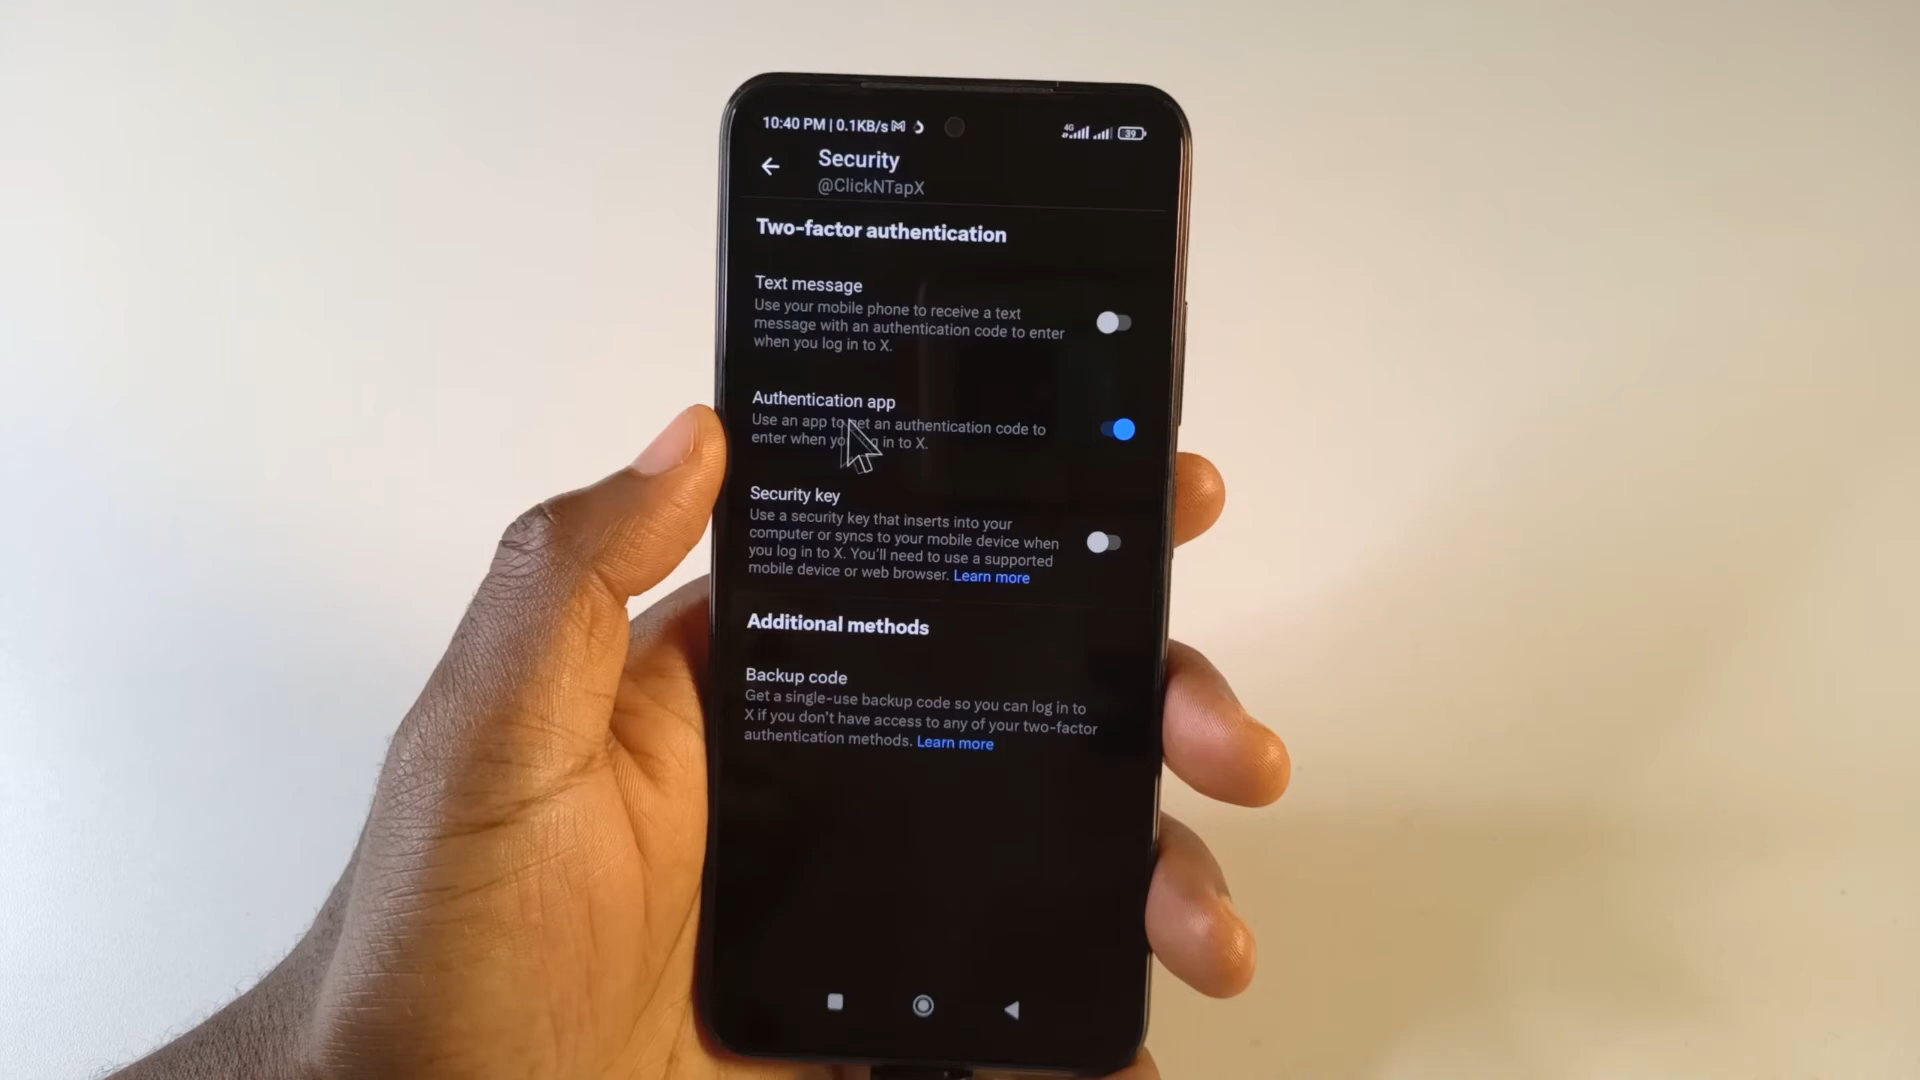 10:40 PM | 0.1KB/s
4G
39
Security
@ClickNTapX
Two-factor authentication
Text message
Use your mobile phone to receive a text
message with an authentication code to enter
when you log in to X.
Authentication app
Use an app to get an authentication code to
enter when you log in to X.
Security key
Use a security key that inserts into your
computer or syncs to your mobile device when
you log in to X. You'll need to use a supported
mobile device or web browser. Learn more
Additional methods
Backup code
Get a single-use backup code so you can log in to
X if you don't have access to any of your two-factor
authentication methods. Learn more